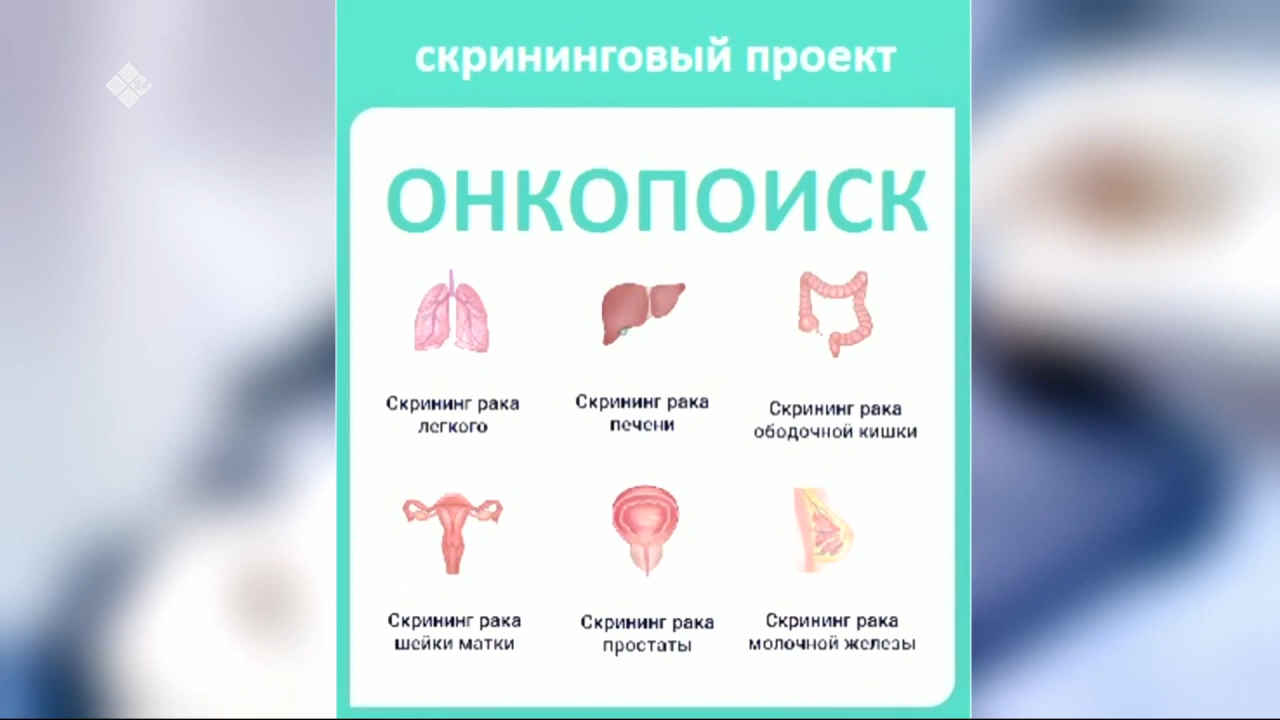 скрининговый проект
ОНКОПОИСК
Скрининг рака
легкого
Скрининг рака
печени
Скрининг рака
ободочной кишки
Скрининг рака
шейки матки
Скрининг рака
простаты
Скрининг рака
молочной железы
24